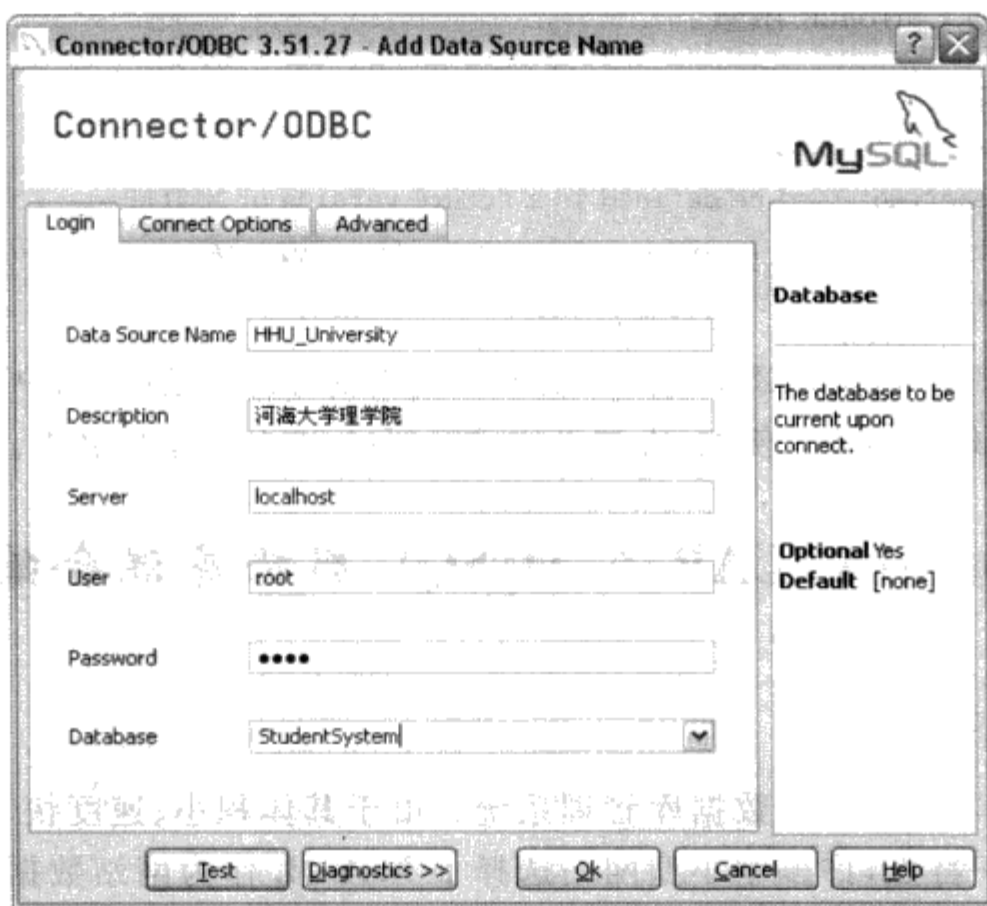 Connector/ODBC 3.51.27 - Add Data Source Name
?
Connector/ODBC
MySQL
Login
Connect Options
Advanced
Data Source Name HHU_University
Description 河海大学理学院
Server localhost
User root
Password ••••
Database StudentSystem
Database
The database to be
current upon
connect.
Optional Yes
Default [none]
Test
Diagnostics >>
Ok
Cancel
Help